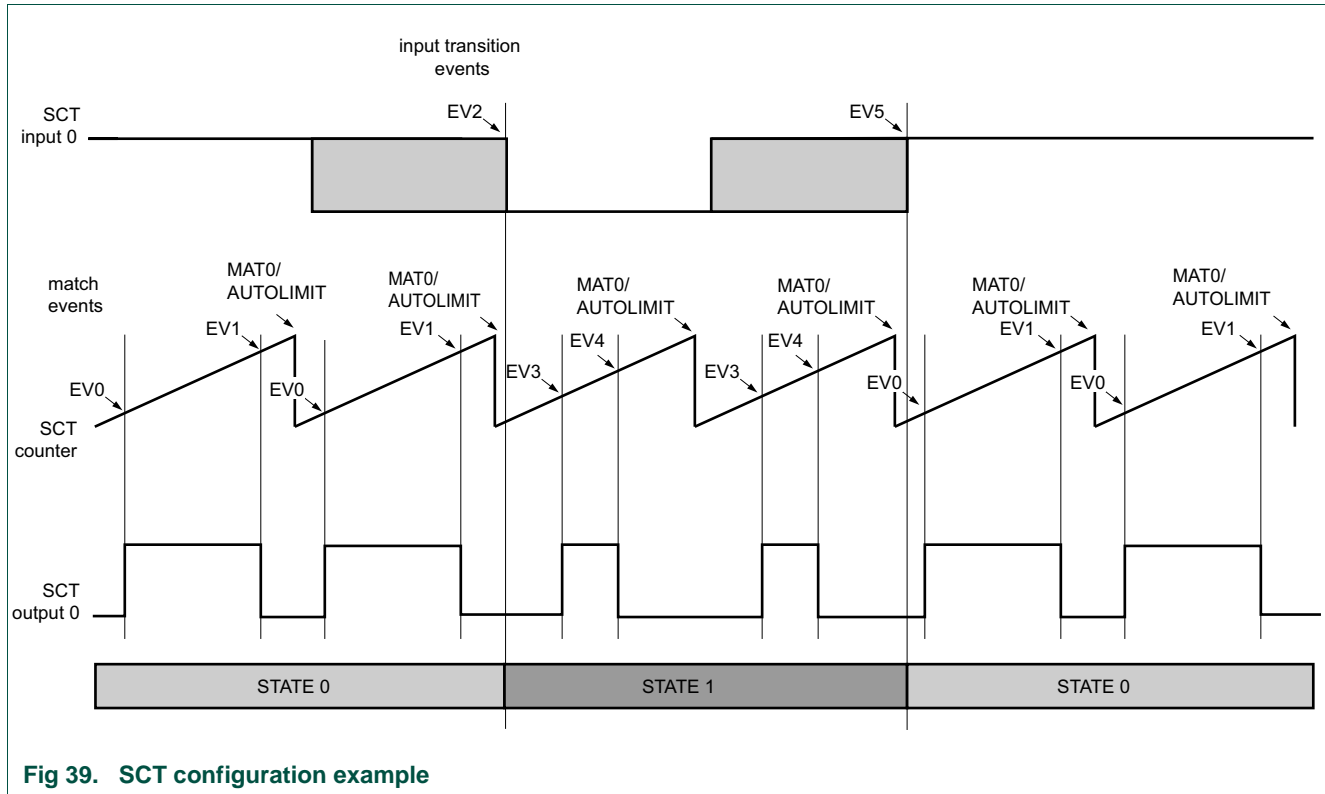 input transition
events
SCT
input 0
EV2
EV5
match
events
MAT0/
AUTOLIMIT
MAT0/
AUTOLIMIT
MAT0/
AUTOLIMIT
MAT0/
AUTOLIMIT
MAT0/
AUTOLIMIT
MAT0/
AUTOLIMIT
EV0
EV1
EV0
EV1
EV3
EV4
EV3
EV4
EV0
EV1
EV0
EV1
SCT
counter
SCT
output 0
STATE 0
STATE 1
STATE 0
Fig 39. SCT configuration example